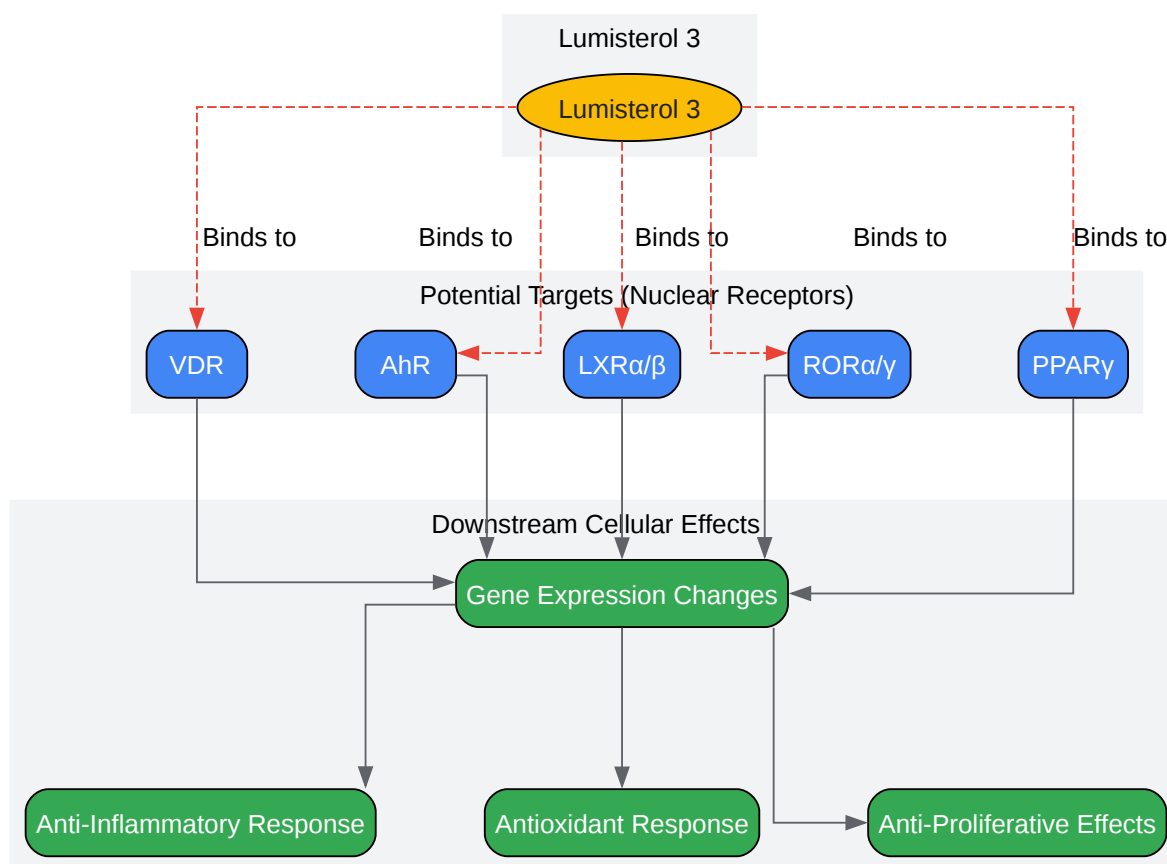 Lumisterol 3
Lumisterol 3
Binds to
Binds to
Binds to
Binds to
Binds to
Potential Targets (Nuclear Receptors)
VDR
AhR
LXRα/β
RORα/γ
PPARγ
Downstream Cellular Effects
Gene Expression Changes
Anti-Inflammatory Response
Antioxidant Response
Anti-Proliferative Effects